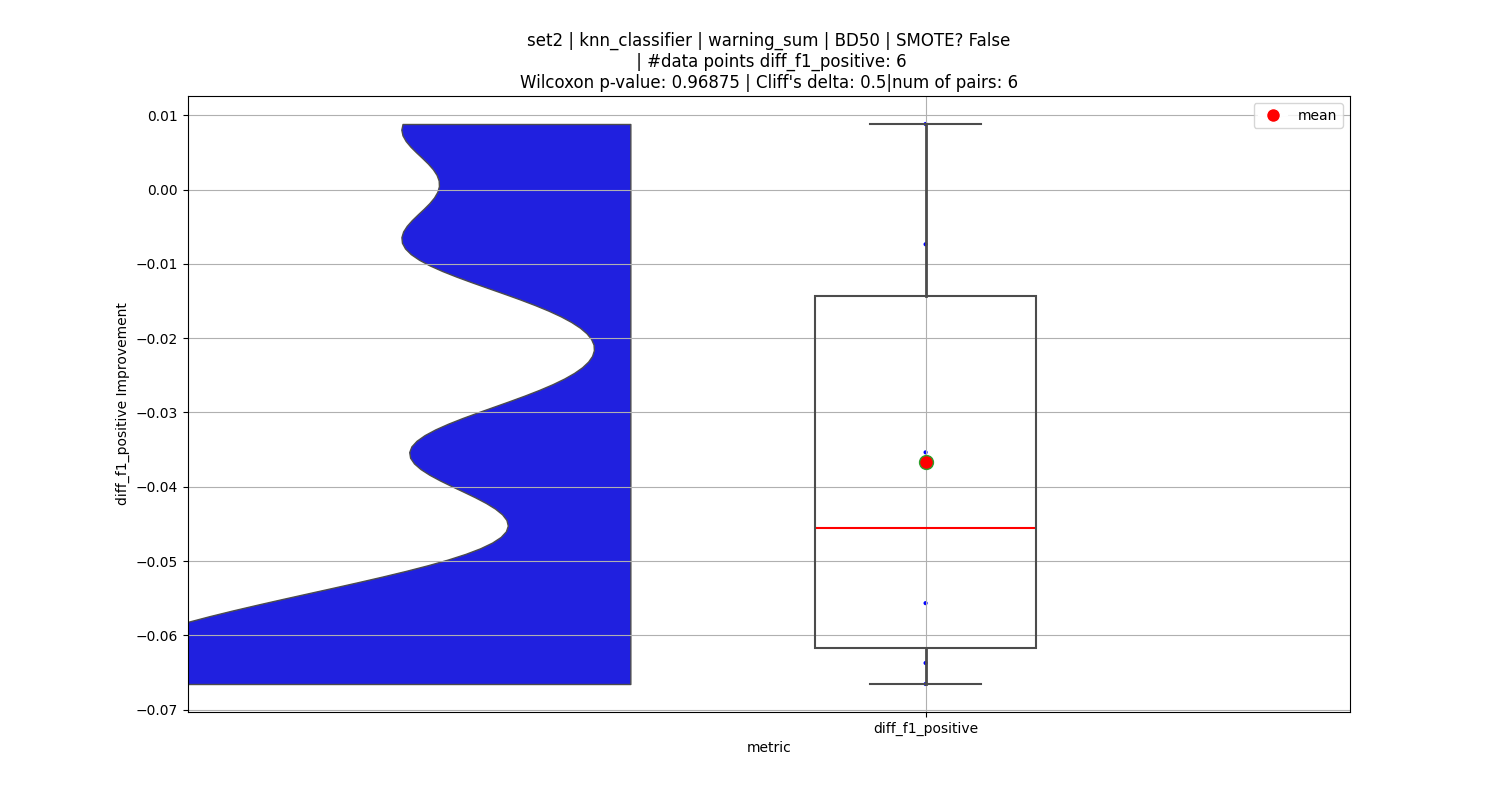 set2 | knn_classifier | warning_sum | BD50 | SMOTE? False
| #data points diff_f1_positive: 6
Wilcoxon p-value: 0.96875 | Cliff's delta: 0.5|num of pairs: 6
mean
0.01
0.00
−0.01
−0.02
−0.03
−0.04
−0.05
−0.06
−0.07
diff_f1_positive Improvement
diff_f1_positive
metric